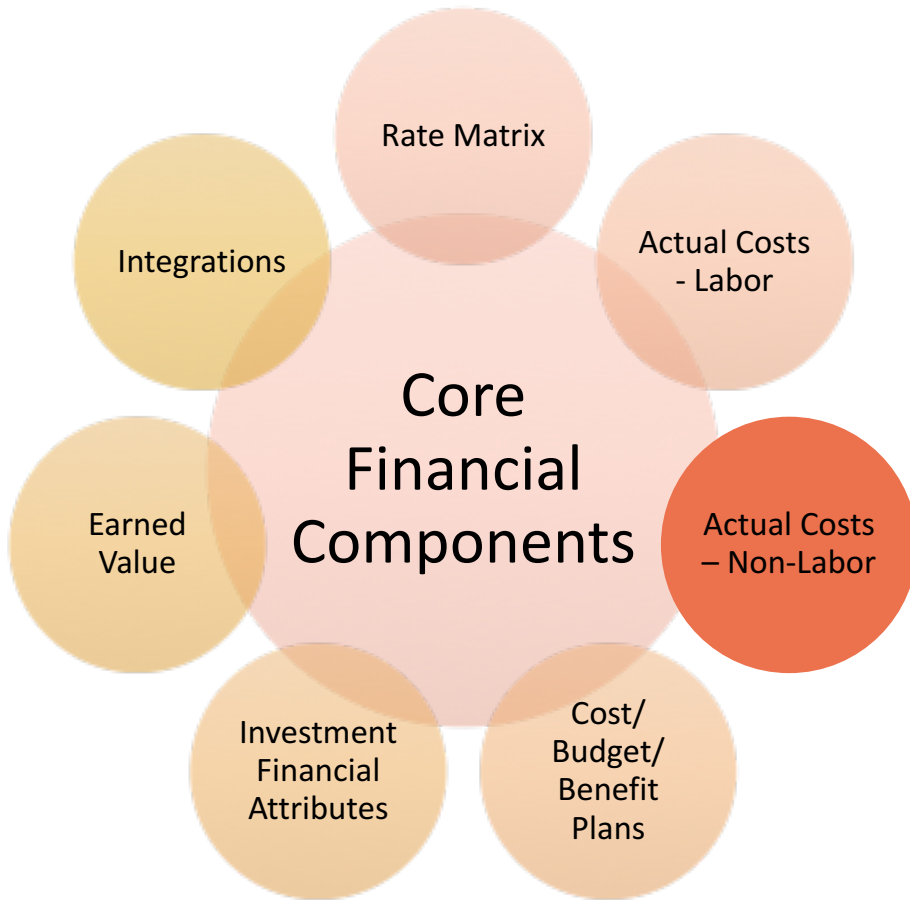 Rate Matrix
Integrations
Actual Costs
- Labor
Core
Financial
Components
Earned
Value
Actual Costs
– Non-Labor
Investment
Financial
Attributes
Cost/
Budget/
Benefit
Plans